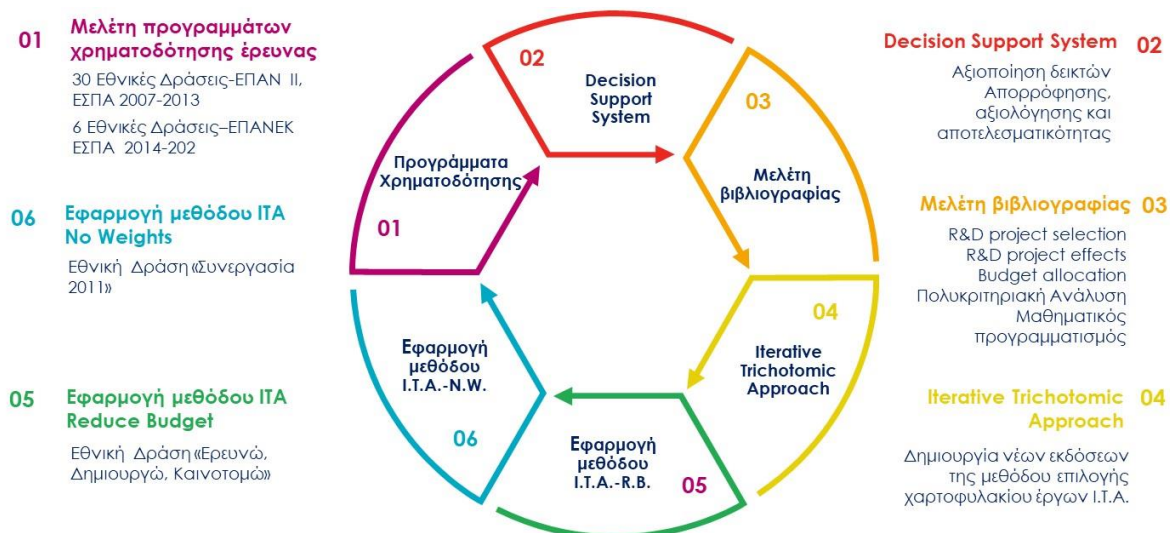 01
Μελέτη προγραμμάτων
χρηματοδότησης έρευνας
30 Εθνικές Δράσεις-ΕΠΑΝ ΙΙ,
ΕΣΠΑ 2007-2013
6 Εθνικές Δράσεις–ΕΠΑΝΕΚ
ΕΣΠΑ 2014-202
06
Εφαρμογή μεθόδου ITA
No Weights
Εθνική Δράση «Συνεργασία
2011»
05
Εφαρμογή μεθόδου ITA
Reduce Budget
Εθνική Δράση «Ερευνώ,
Δημιουργώ, Καινοτομώ»
02
Decision
Support
System
03
Μελέτη
βιβλιογραφίας
04
Iterative
Trichotomic
Approach
Εφαρμογή
μεθόδου
I.T.A.-R.B.
05
Εφαρμογή
μεθόδου
I.T.A.-N.W.
06
Προγράμματα
Χρηματοδότησης
01
Decision Support System 02
Αξιοποίηση δεικτών
Απορρόφησης,
αξιολόγησης και
αποτελεσματικότητας
Μελέτη βιβλιογραφίας 03
R&D project selection
R&D project effects
Budget allocation
Πολυκριτηριακή Ανάλυση
Μαθηματικός
προγραμματισμός
Iterative Trichotomic 04
Approach
Δημιουργία νέων εκδόσεων
της μεθόδου επιλογής
χαρτοφυλακίου έργων I.T.A.